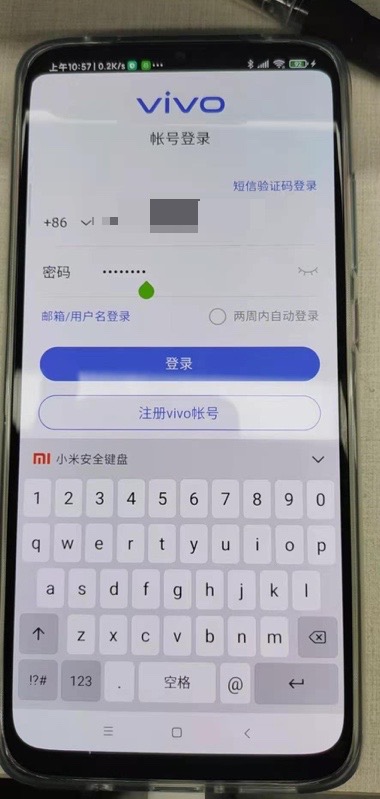 上午10:57 | 0.2K/s 92
vivo
帐号登录
短信验证码登录
+86
密码 ••••••••
邮箱/用户名登录 两周内自动登录
登录
注册vivo帐号
小米安全键盘
1 2 3 4 5 6 7 8 9 0
q w e r t y u i o p
a s d f g h j k l
z x c v b n m
!?# 123 . 空格 @